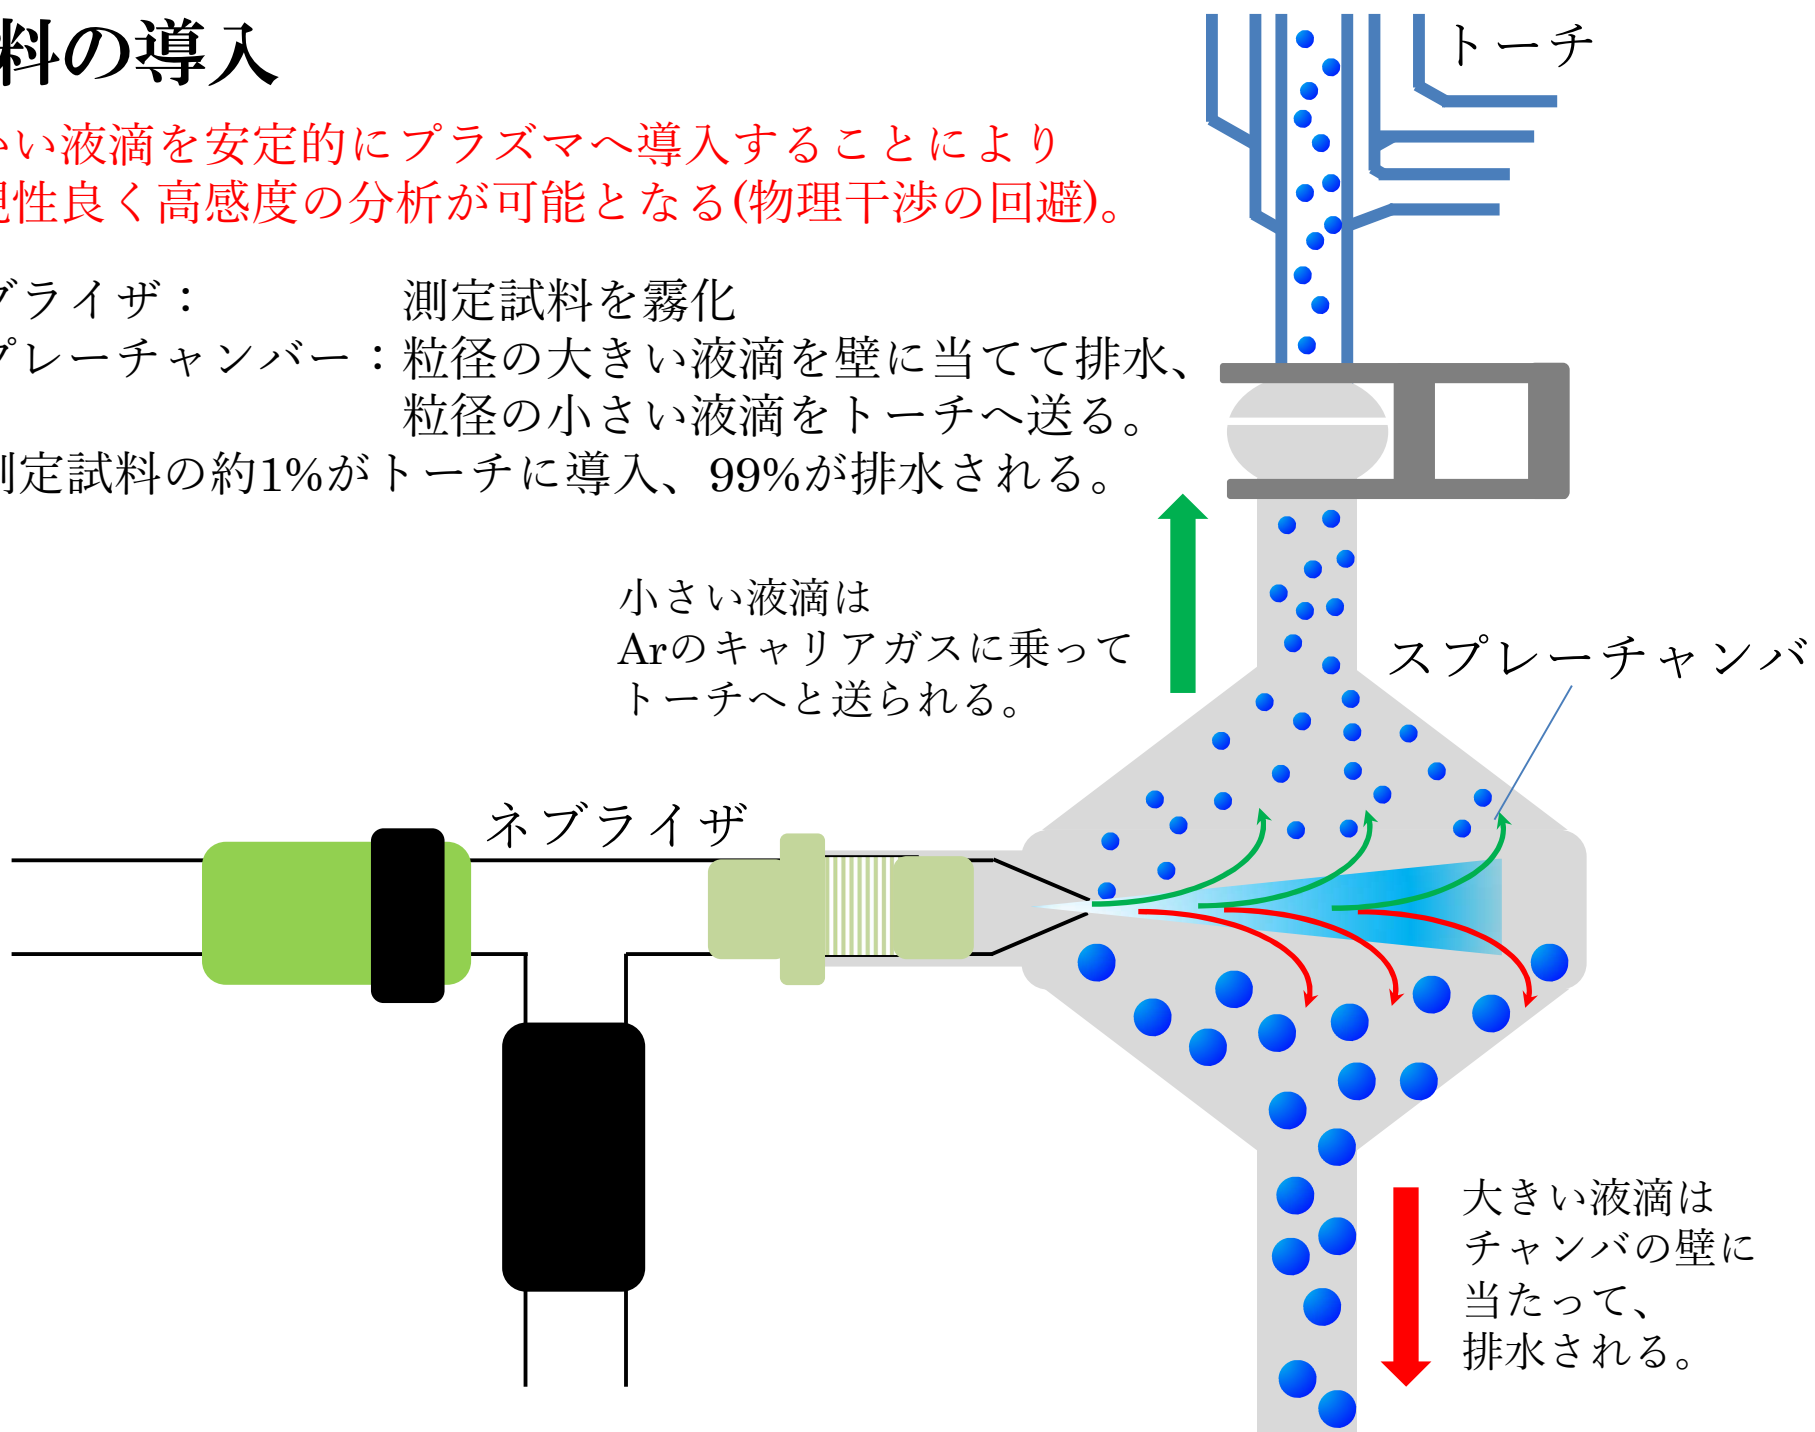 料の導入
い液滴を安定的にプラズマへ導入することにより
性良く高感度の分析が可能となる(物理干渉の回避)。
ブライザ： 測定試料を霧化
プレーチャンバー：粒径の大きい液滴を壁に当てて排水、
粒径の小さい液滴をトーチへ送る。
定試料の約1%がトーチに導入、99%が排水される。
トーチ
小さい液滴は
Arのキャリアガスに乗って
トーチへと送られる。
スプレーチャンバ
ネブライザ
大きい液滴は
チャンバの壁に
当たって、
排水される。